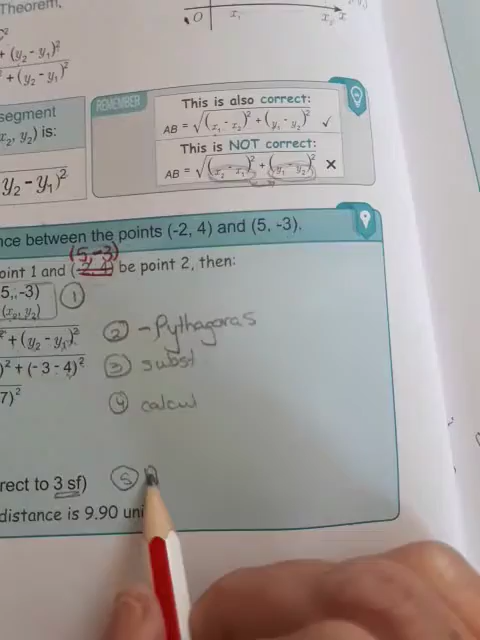 Theorem,
O x₁ x₂ x
+ (y₂ - y₁)²
+ (y₂ - y₁)²
segment
x₂, y₂) is:
y₂ - y₁)²
REMEMBER
This is also correct:
AB = √(x₁ - x₂)² + (y₁ - y₂)² ✓
This is NOT correct:
AB = √(x₂ - x₁)² + (y₁ - y₂)² ×
nce between the points (-2, 4) and (5, -3).
(5, -3)
oint 1 and (-2, 4) be point 2, then:
5, -3) ①
(x₂, y₂)
² + (y₂ - y₁)² ② - Pythagoras
)² + (- 3 - 4)² ③ subst
7)² ④ calcul
rect to 3 sf) ⑤
distance is 9.90 uni